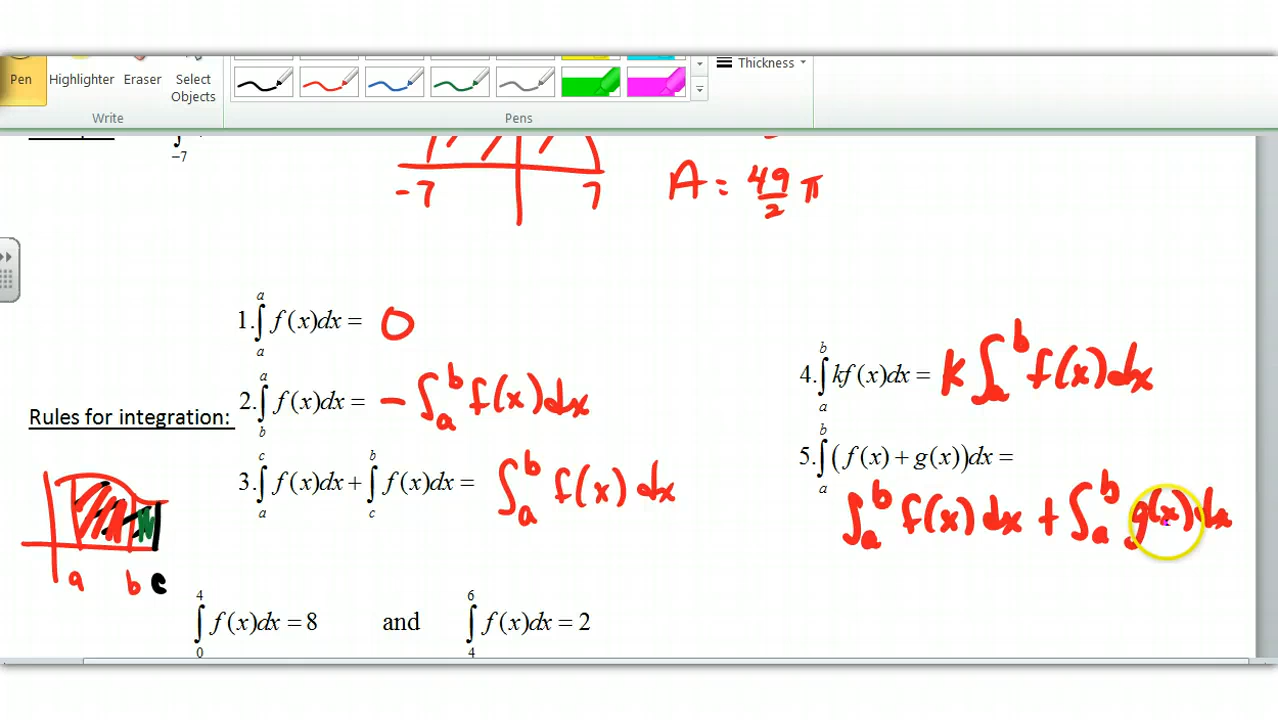 Pen Highlighter Eraser Select Objects
Thickness
Write Pens
-7
-7 7 A = 49/2 π
1. ∫_a^a f(x)dx = 0
2. ∫_b^a f(x)dx = - ∫_a^b f(x)dx
Rules for integration:
3. ∫_a^c f(x)dx + ∫_c^b f(x)dx = ∫_a^b f(x) dx
4. ∫_a^b kf(x)dx = k ∫_a^b f(x)dx
5. ∫_a^b (f(x) + g(x))dx =
∫_a^b f(x) dx + ∫_a^b g(x) dx
a b c
∫_0^4 f(x)dx = 8 and ∫_4^6 f(x)dx = 2